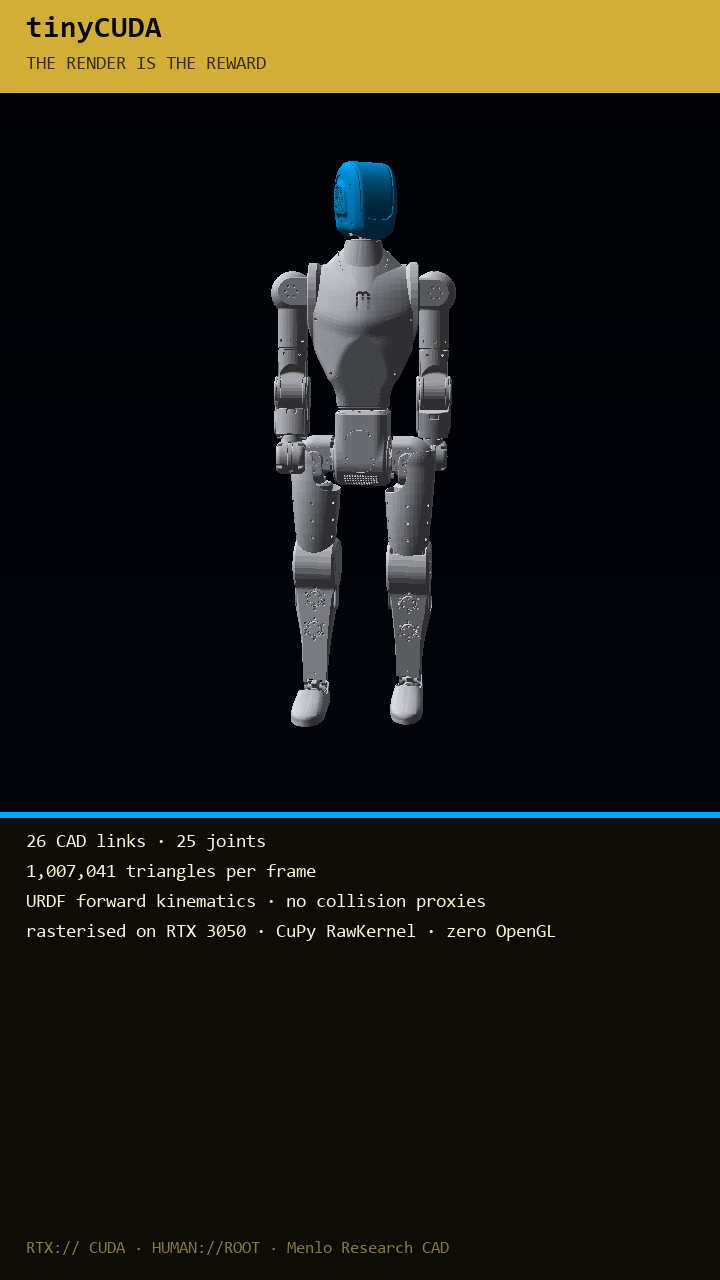 tinyCUDA
THE RENDER IS THE REWARD
m
26 CAD links · 25 joints
1,007,041 triangles per frame
URDF forward kinematics · no collision proxies
rasterised on RTX 3050 · CuPy RawKernel · zero OpenGL
RTX:// CUDA · HUMAN://ROOT · Menlo Research CAD